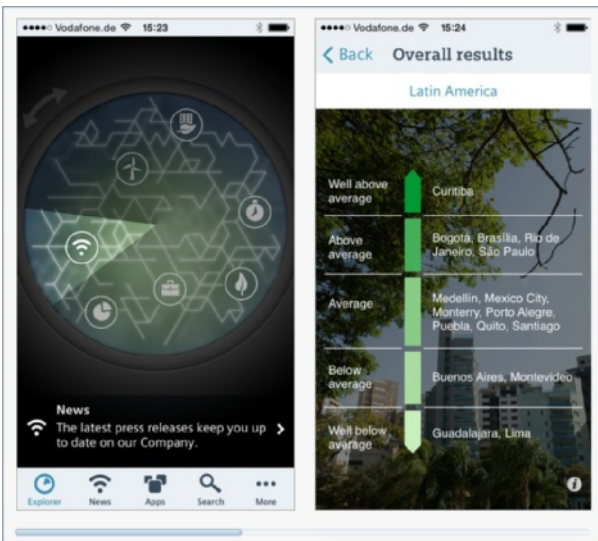 Vodafone.de 15:23
News
The latest press releases keep you up
to date on our Company.
Explorer News Apps Search More
Vodafone.de 15:24
Back Overall results
Latin America
Well above
average
Curitiba
Above
average
Bogotá, Brasília, Rio de
Janeiro, São Paulo
Average
Medellín, Mexico City,
Monterry, Porto Alegre,
Puebla, Quito, Santiago
Below
average
Buenos Aires, Montevideo
Well below
average
Guadalajara, Lima